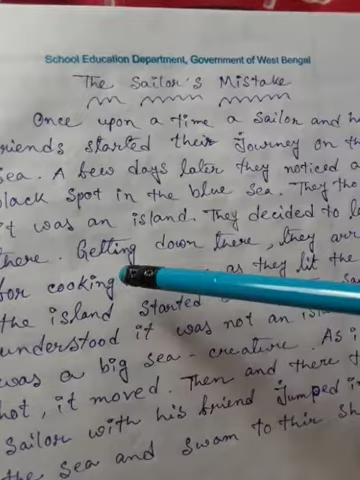 School Education Department, Government of West Bengal
The Sailor's Mistake
Once upon a time a Sailor and
friends started their Journey on the
sea. A few days later they noticed a
black spot in the blue sea. They
it was an island. They decided to
there. Getting down there, they
for cooking as they lit the
the island started
understood it was not an
was a big sea-creature. As
hot, it moved. Then and there
Sailor with his friend Jumped
the sea and swam to their